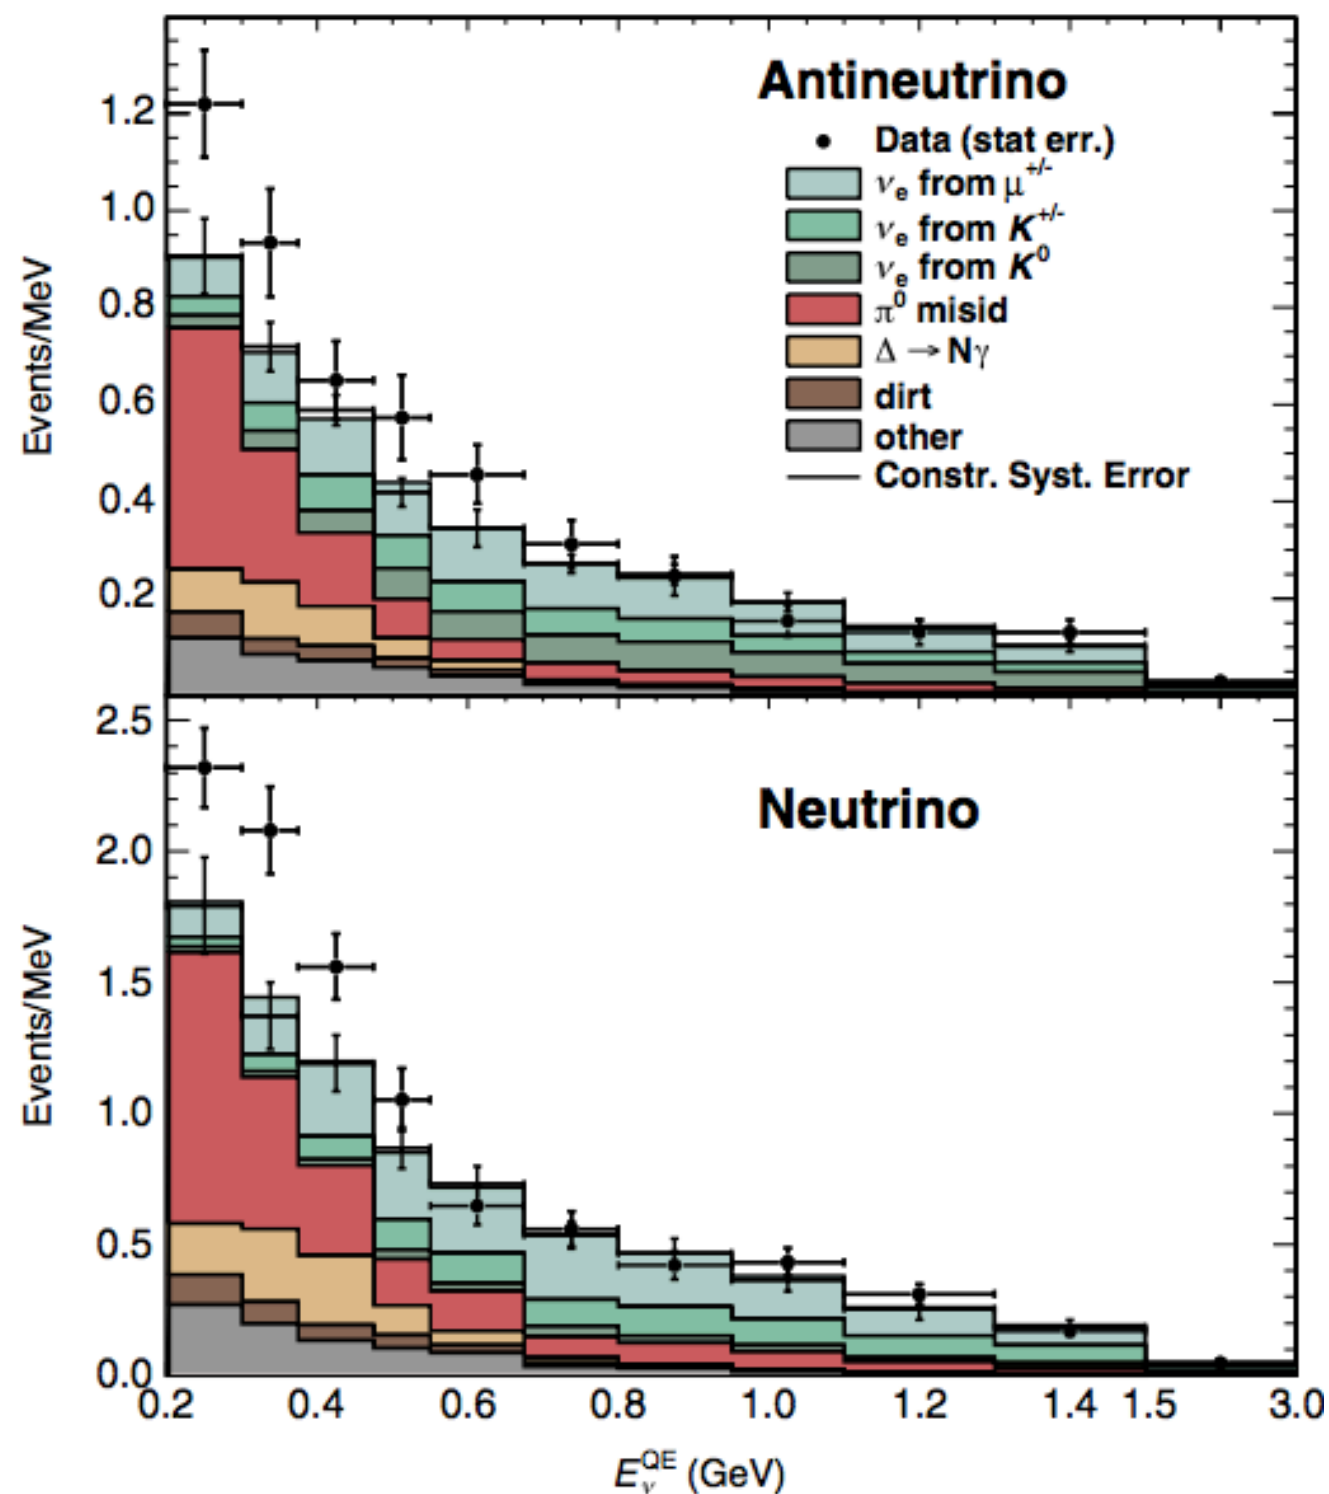 Antineutrino
Data (stat err.)
νe from μ+/-
νe from K+/-
νe from K0
π0 misid
Δ → Nγ
dirt
other
Constr. Syst. Error
Events/MeV
1.2
1.0
0.8
0.6
0.4
0.2
Neutrino
Events/MeV
2.5
2.0
1.5
1.0
0.5
0.0
0.2 0.4 0.6 0.8 1.0 1.2 1.4 1.5 3.0
EνQE (GeV)